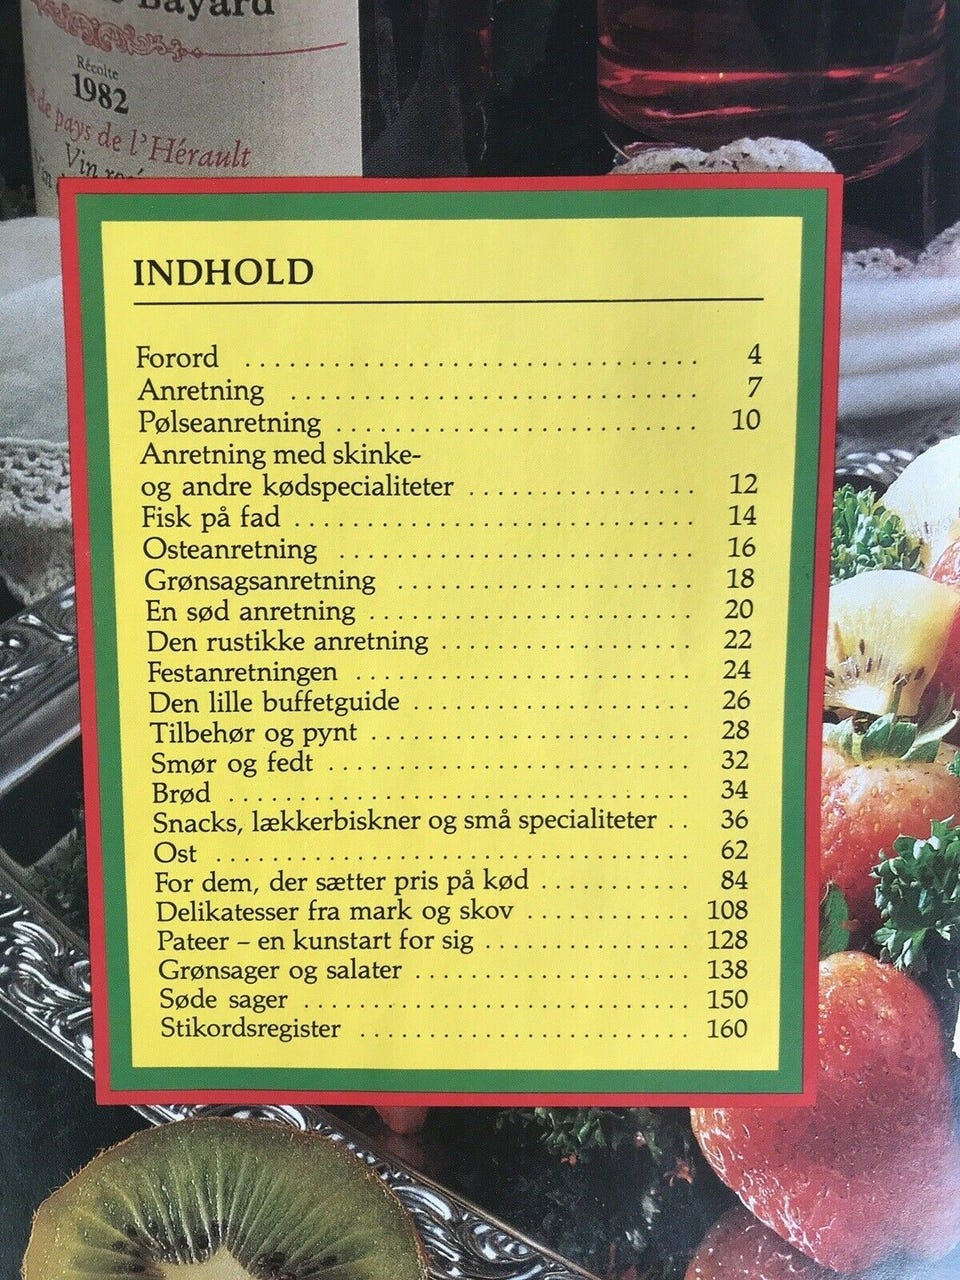 Bayard
Récolte
1982
de pays de l'Hérault
Vin
INDHOLD
Forord .............................. 4
Anretning ........................... 7
Pølseanretning ........................ 10
Anretning med skinke-
og andre kødspecialiteter ............... 12
Fisk på fad ........................... 14
Osteanretning ........................ 16
Grønsagsanretning .................... 18
En sød anretning ...................... 20
Den rustikke anretning ................. 22
Festanretningen ....................... 24
Den lille buffetguide ................... 26
Tilbehør og pynt ...................... 28
Smør og fedt ......................... 32
Brød ................................ 34
Snacks, lækkerbiskner og små specialiteter .. 36
Ost ................................. 62
For dem, der sætter pris på kød ........... 84
Delikatesser fra mark og skov ............ 108
Pateer – en kunstart for sig ............... 128
Grønsager og salater .................... 138
Søde sager ........................... 150
Stikordsregister ........................ 160